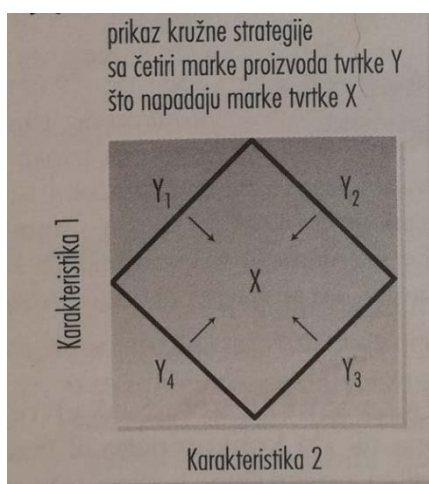 prikaz kružne strategije
sa četiri marke proizvoda tvrtke Y
što napadaju marke tvrtke X
Y₁ Y₂
Karakteristika 1
X
Y₄ Y₃
Karakteristika 2